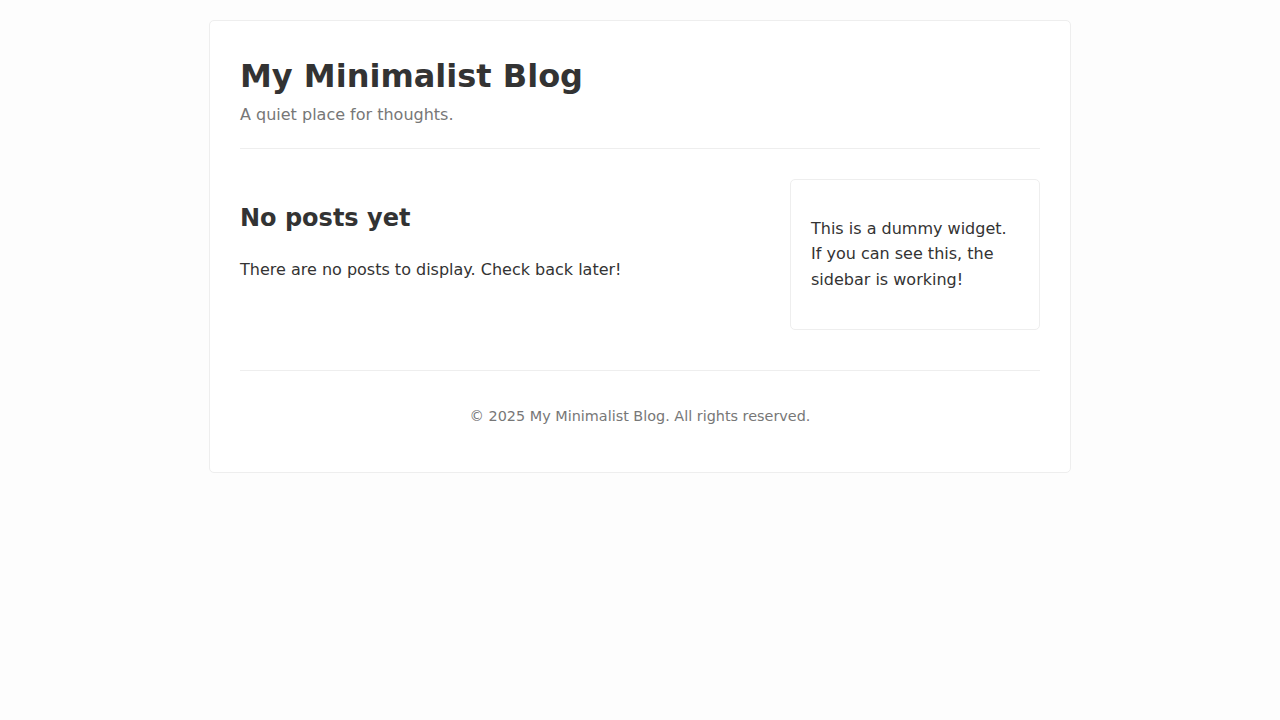 My Minimalist Blog
A quiet place for thoughts.
No posts yet
There are no posts to display. Check back later!
This is a dummy widget.
If you can see this, the
sidebar is working!
© 2025 My Minimalist Blog. All rights reserved.